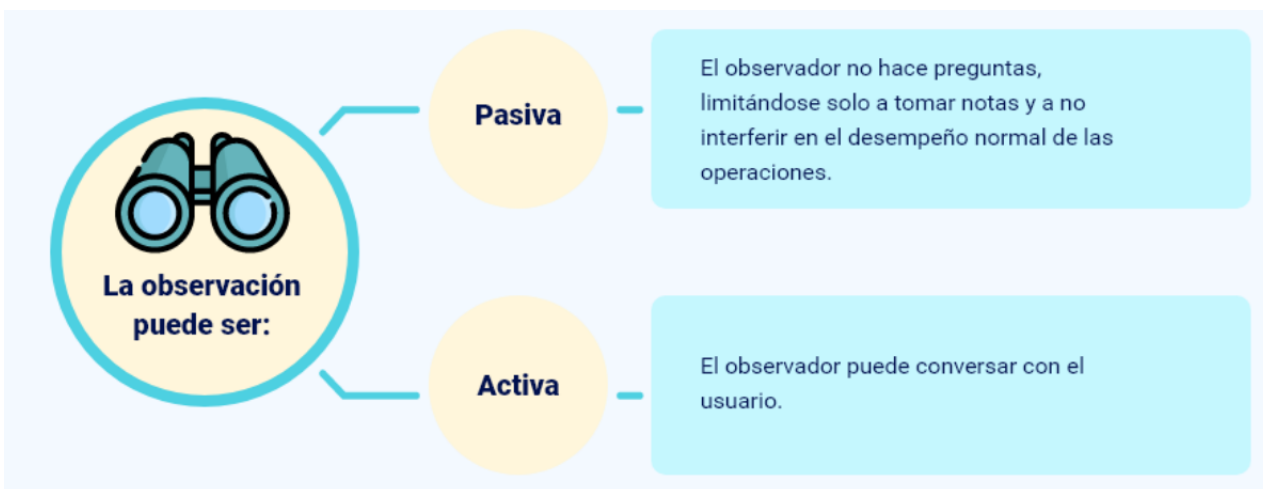 La observación
puede ser:
Pasiva
El observador no hace preguntas,
limitándose solo a tomar notas y a no
interferir en el desempeño normal de las
operaciones.
Activa
El observador puede conversar con el
usuario.